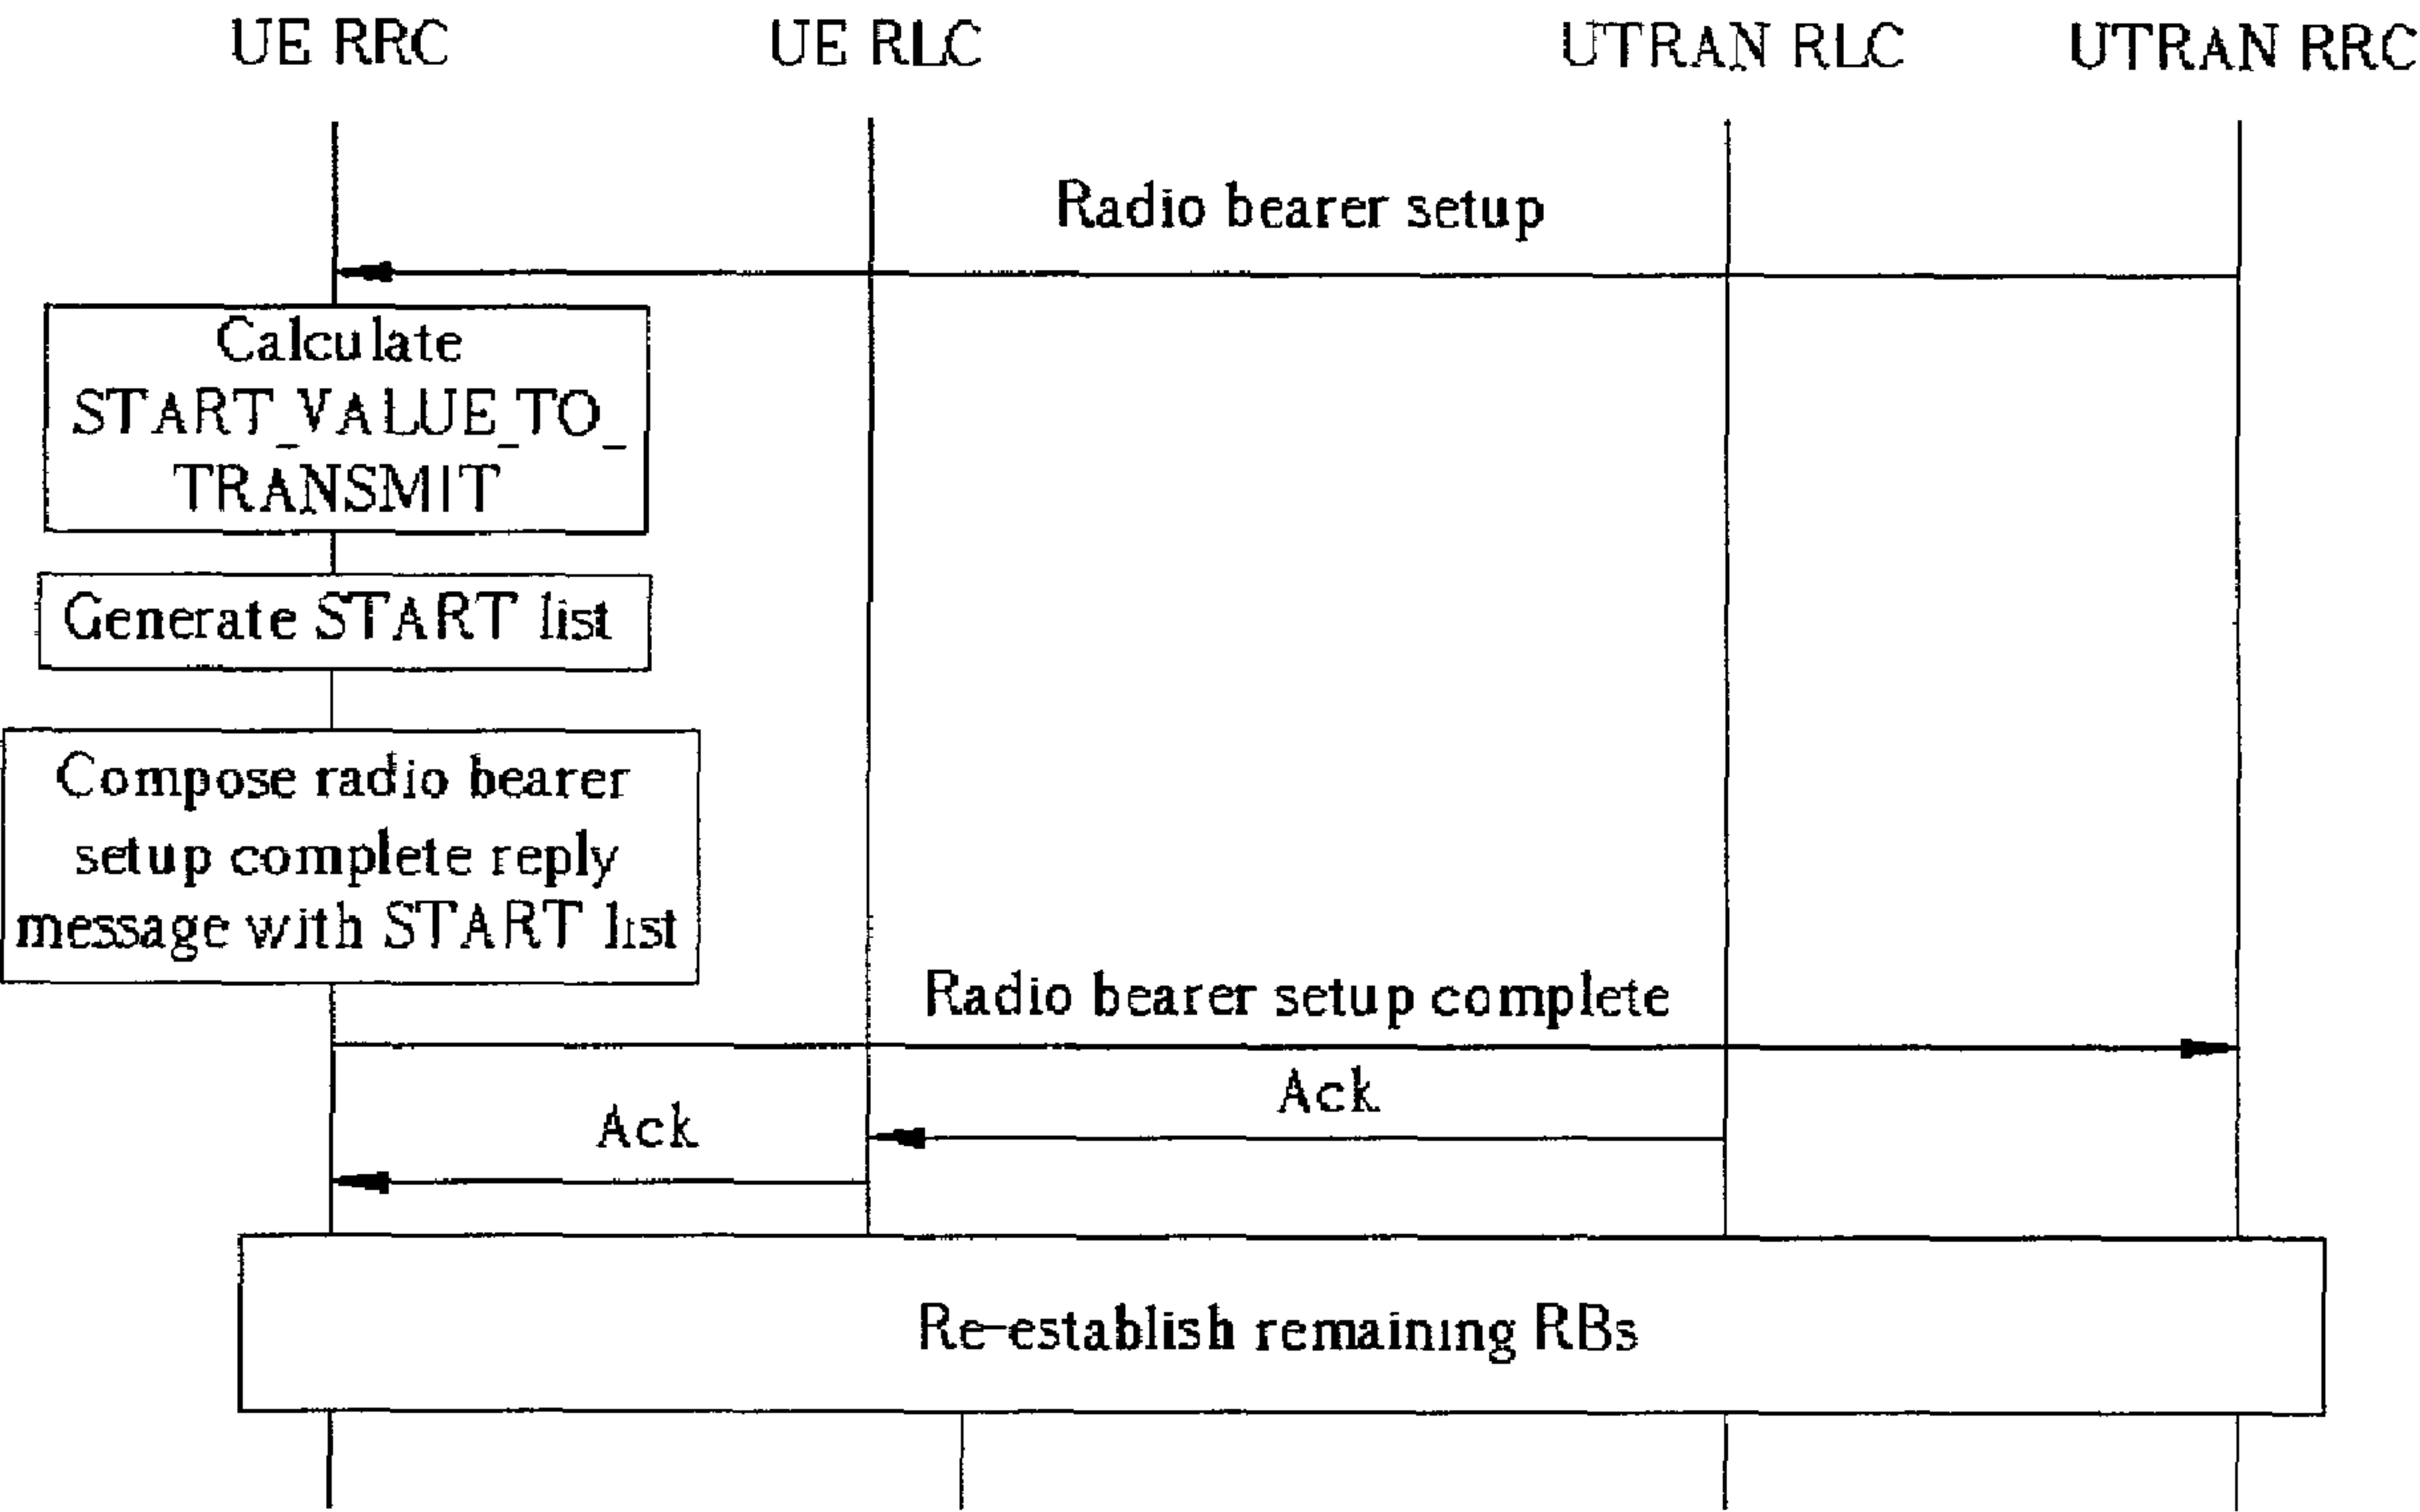 UE RRC
UE RLC
UTRAN RLC
UTRAN RRC
Radio bearer setup
Calculate
START_VALUE_TO_
TRANSMIT
Generate START list
Compose radio bearer
setup complete reply
message with START list
Radio bearer setup complete
Ack
Ack
Re-establish remaining RBs